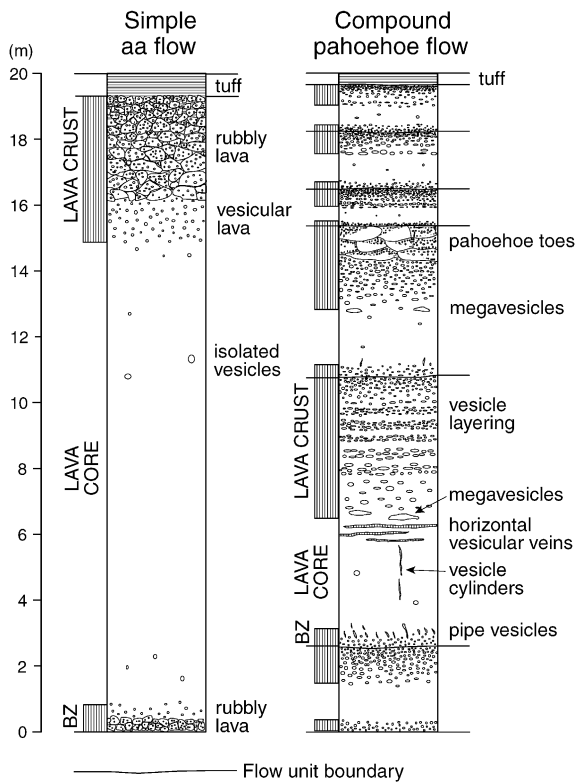 Simple
aa flow
Compound
pahoehoe flow
(m)
20
18
16
14
12
10
8
6
4
2
0
LAVA CRUST
LAVA
CORE
BZ
tuff
rubbly
lava
vesicular
lava
isolated
vesicles
rubbly
lava
LAVA CRUST
LAVA
CORE
BZ
tuff
pahoehoe toes
megavesicles
vesicle
layering
megavesicles
horizontal
vesicular veins
vesicle
cylinders
pipe vesicles
Flow unit boundary